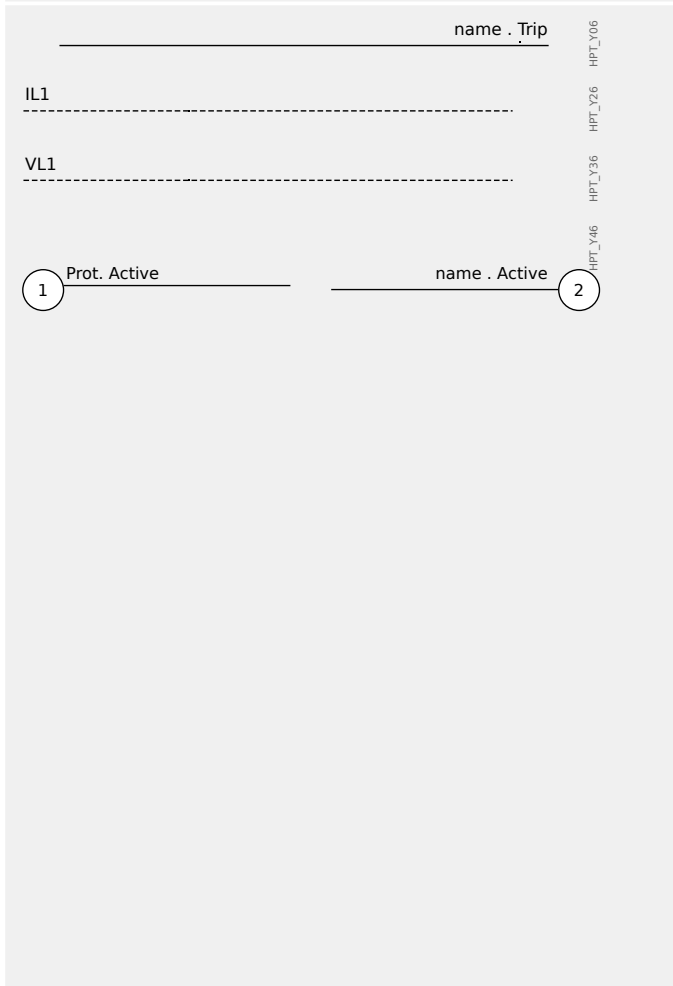 name . Trip
HPT_Y06
IL1
HPT_Y26
VL1
HPT_Y36
HPT_Y46
1 Prot. Active name . Active 2